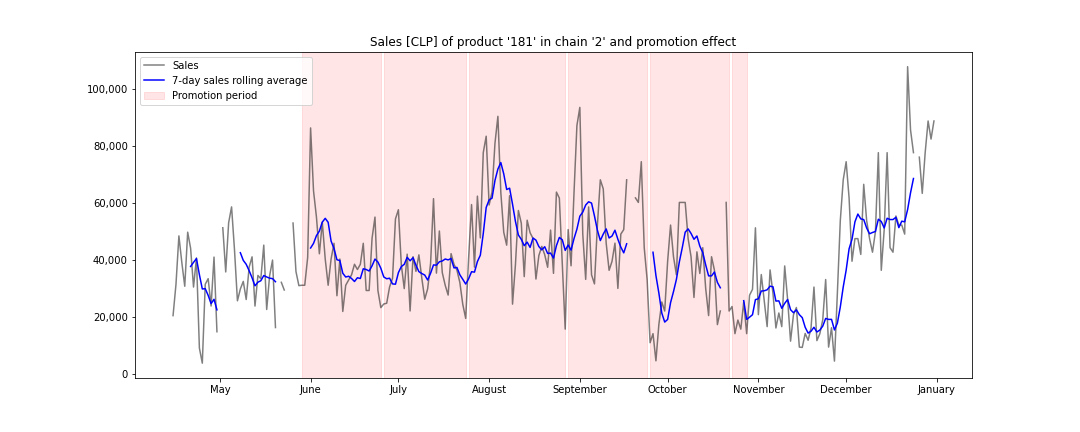 Sales [CLP] of product '181' in chain '2' and promotion effect
Sales
7-day sales rolling average
Promotion period
100,000
80,000
60,000
40,000
20,000
0
May June July August September October November December January